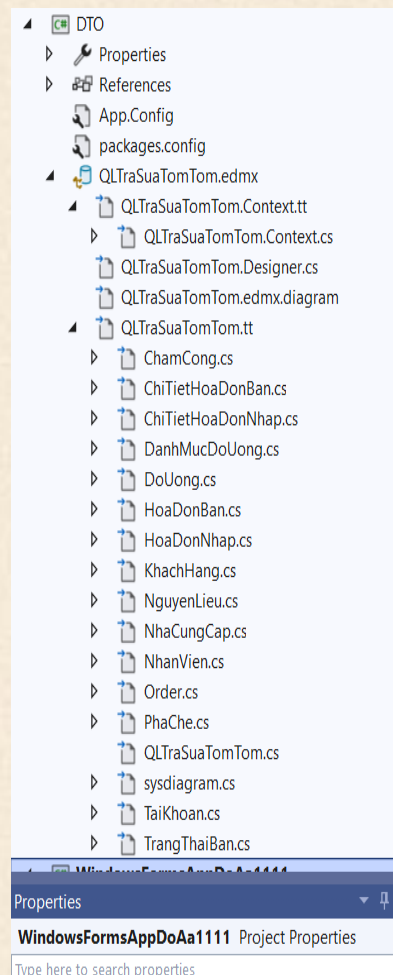 C# DTO
Properties
References
App.Config
packages.config
QLTraSuaTomTom.edmx
QLTraSuaTomTom.Context.tt
QLTraSuaTomTom.Context.cs
QLTraSuaTomTom.Designer.cs
QLTraSuaTomTom.edmx.diagram
QLTraSuaTomTom.tt
ChamCong.cs
ChiTietHoaDonBan.cs
ChiTietHoaDonNhap.cs
DanhMucDoUong.cs
DoUong.cs
HoaDonBan.cs
HoaDonNhap.cs
KhachHang.cs
NguyenLieu.cs
NhaCungCap.cs
NhanVien.cs
Order.cs
PhaChe.cs
QLTraSuaTomTom.cs
sysdiagram.cs
TaiKhoan.cs
TrangThaiBan.cs
WindowsFormsAppDoAa1111
Properties
WindowsFormsAppDoAa1111 Project Properties
Type here to search properties